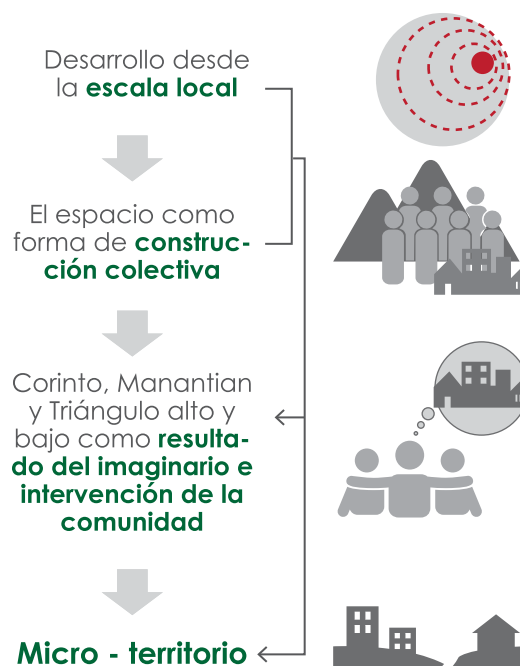 Desarrollo desde
la escala local
El espacio como
forma de construc-
ción colectiva
Corinto, Manantian
y Triángulo alto y
bajo como resulta-
do del imaginario e
intervención de la
comunidad
Micro - territorio